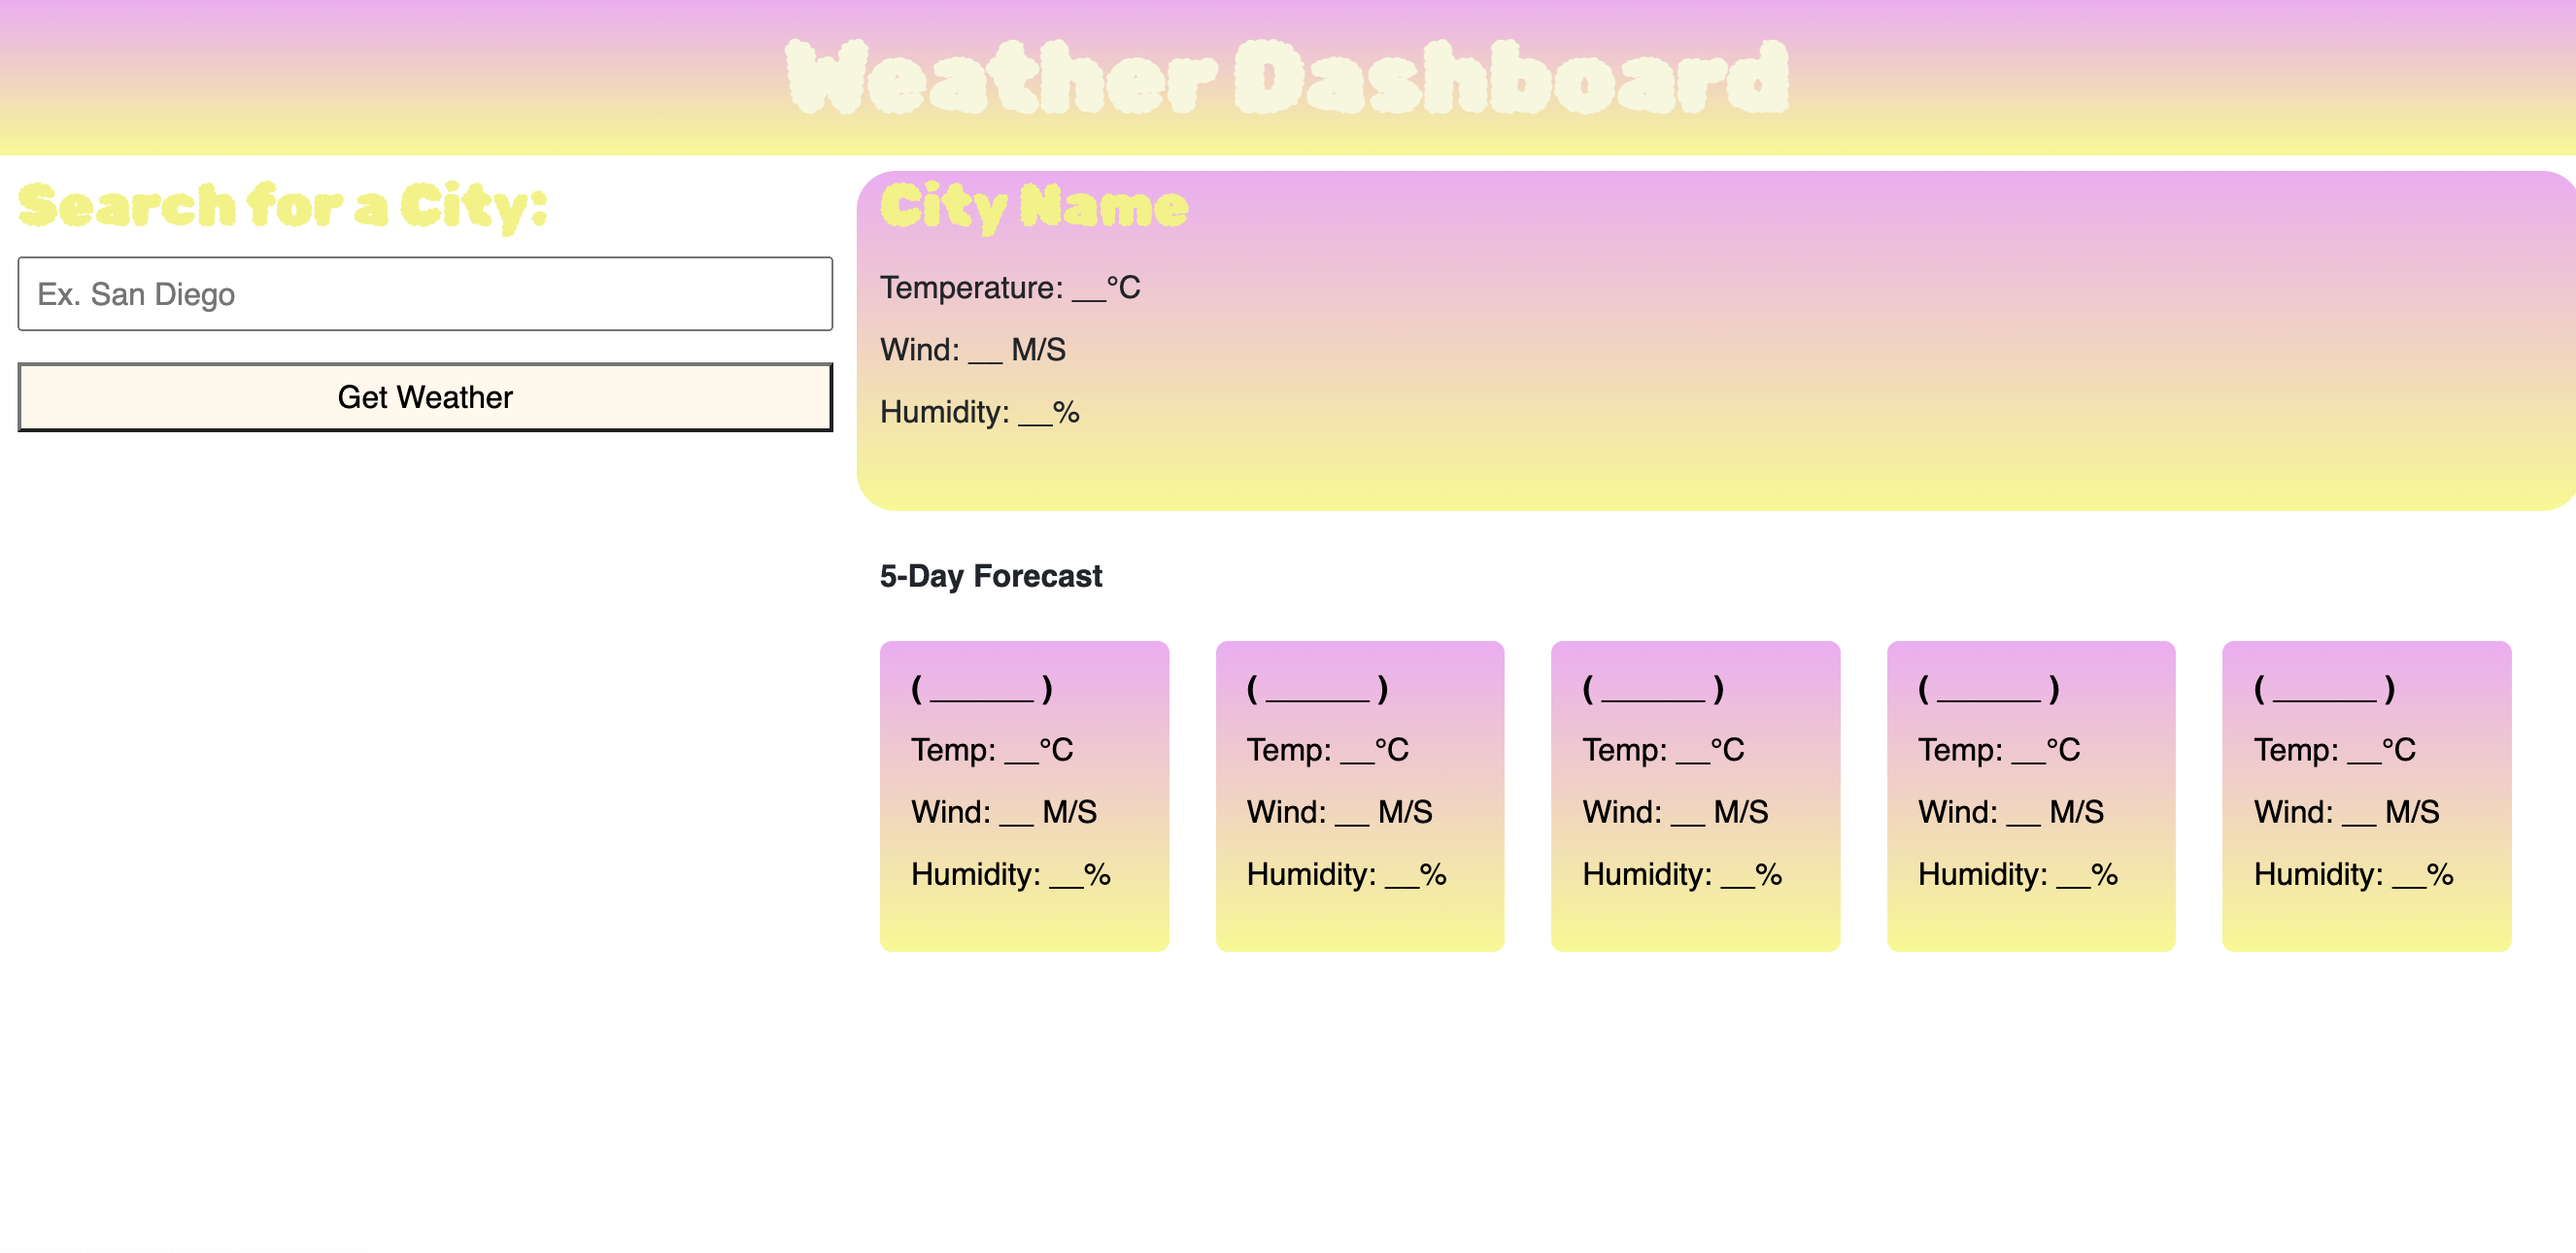 Weather Dashboard
Search for a City:
Ex. San Diego
Get Weather
City Name
Temperature: __°C
Wind: __ M/S
Humidity: __%
5-Day Forecast
( ______ )
Temp: __°C
Wind: __ M/S
Humidity: __%
( ______ )
Temp: __°C
Wind: __ M/S
Humidity: __%
( ______ )
Temp: __°C
Wind: __ M/S
Humidity: __%
( ______ )
Temp: __°C
Wind: __ M/S
Humidity: __%
( ______ )
Temp: __°C
Wind: __ M/S
Humidity: __%